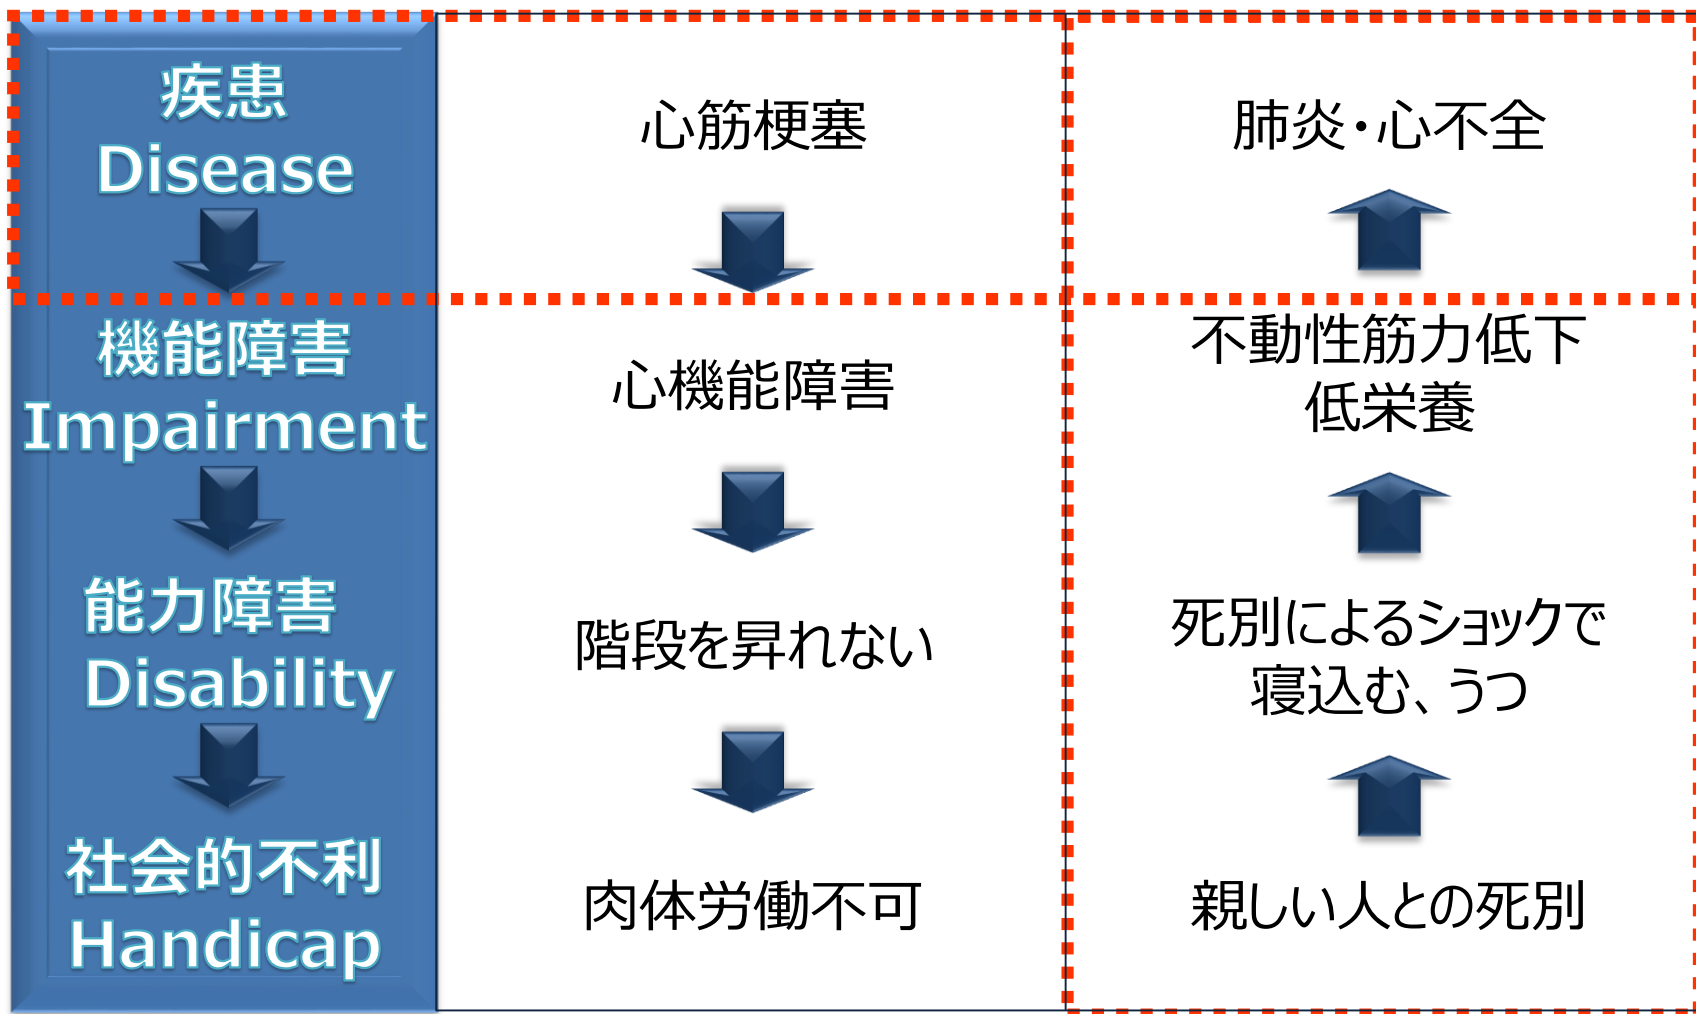 疾患
Disease
機能障害
Impairment
能力障害
Disability
社会的不利
Handicap
心筋梗塞
心機能障害
階段を昇れない
肉体労働不可
肺炎・心不全
不動性筋力低下
低栄養
死別によるショックで
寝込む、うつ
親しい人との死別